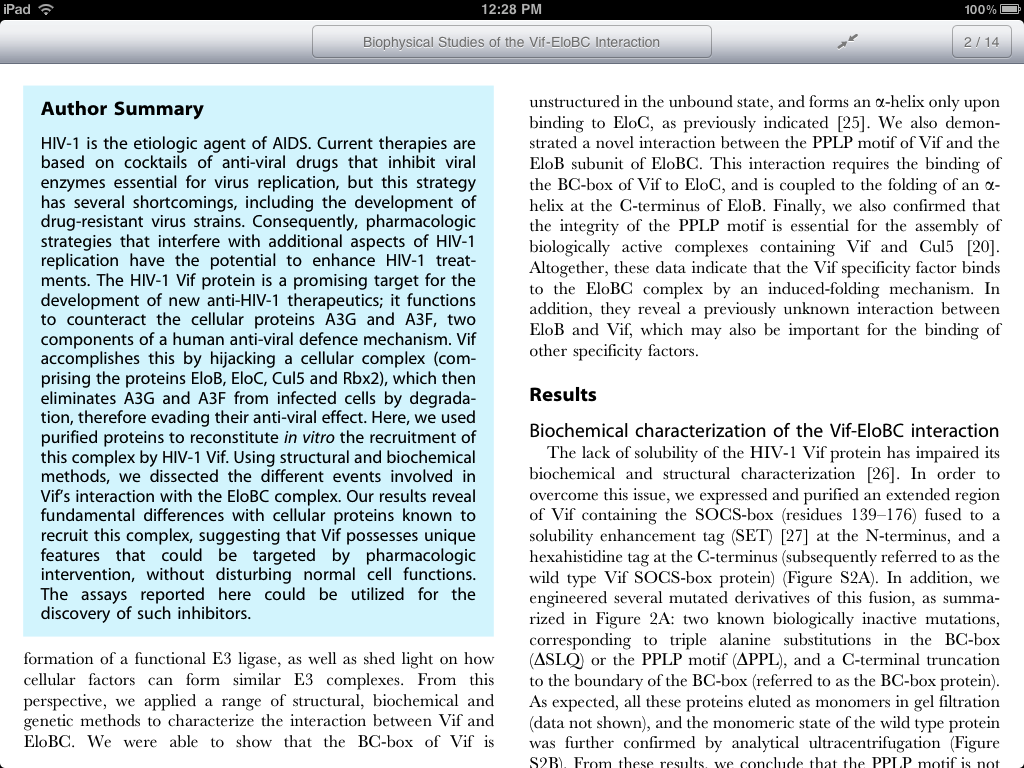 iPad
12:28 PM
100%
Biophysical Studies of the Vif-EloBC Interaction
2 / 14
Author Summary
HIV-1 is the etiologic agent of AIDS. Current therapies are
based on cocktails of anti-viral drugs that inhibit viral
enzymes essential for virus replication, but this strategy
has several shortcomings, including the development of
drug-resistant virus strains. Consequently, pharmacologic
strategies that interfere with additional aspects of HIV-1
replication have the potential to enhance HIV-1 treat-
ments. The HIV-1 Vif protein is a promising target for the
development of new anti-HIV-1 therapeutics; it functions
to counteract the cellular proteins A3G and A3F, two
components of a human anti-viral defence mechanism. Vif
accomplishes this by hijacking a cellular complex (com-
prising the proteins EloB, EloC, Cul5 and Rbx2), which then
eliminates A3G and A3F from infected cells by degrada-
tion, therefore evading their anti-viral effect. Here, we used
purified proteins to reconstitute in vitro the recruitment of
this complex by HIV-1 Vif. Using structural and biochemical
methods, we dissected the different events involved in
Vif's interaction with the EloBC complex. Our results reveal
fundamental differences with cellular proteins known to
recruit this complex, suggesting that Vif possesses unique
features that could be targeted by pharmacologic
intervention, without disturbing normal cell functions.
The assays reported here could be utilized for the
discovery of such inhibitors.
formation of a functional E3 ligase, as well as shed light on how
cellular factors can form similar E3 complexes. From this
perspective, we applied a range of structural, biochemical and
genetic methods to characterize the interaction between Vif and
EloBC. We were able to show that the BC-box of Vif is
unstructured in the unbound state, and forms an α-helix only upon
binding to EloC, as previously indicated [25]. We also demon-
strated a novel interaction between the PPLP motif of Vif and the
EloB subunit of EloBC. This interaction requires the binding of
the BC-box of Vif to EloC, and is coupled to the folding of an α-
helix at the C-terminus of EloB. Finally, we also confirmed that
the integrity of the PPLP motif is essential for the assembly of
biologically active complexes containing Vif and Cul5 [20].
Altogether, these data indicate that the Vif specificity factor binds
to the EloBC complex by an induced-folding mechanism. In
addition, they reveal a previously unknown interaction between
EloB and Vif, which may also be important for the binding of
other specificity factors.
Results
Biochemical characterization of the Vif-EloBC interaction
The lack of solubility of the HIV-1 Vif protein has impaired its
biochemical and structural characterization [26]. In order to
overcome this issue, we expressed and purified an extended region
of Vif containing the SOCS-box (residues 139–176) fused to a
solubility enhancement tag (SET) [27] at the N-terminus, and a
hexahistidine tag at the C-terminus (subsequently referred to as the
wild type Vif SOCS-box protein) (Figure S2A). In addition, we
engineered several mutated derivatives of this fusion, as summa-
rized in Figure 2A: two known biologically inactive mutations,
corresponding to triple alanine substitutions in the BC-box
(ΔSLQ) or the PPLP motif (ΔPPL), and a C-terminal truncation
to the boundary of the BC-box (referred to as the BC-box protein).
As expected, all these proteins eluted as monomers in gel filtration
(data not shown), and the monomeric state of the wild type protein
was further confirmed by analytical ultracentrifugation (Figure
S2B). From these results, we conclude that the PPLP motif is not